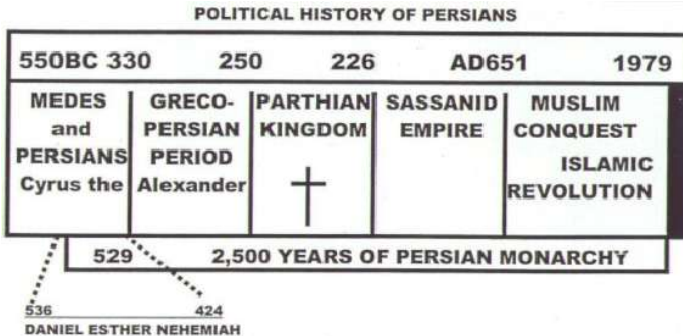 POLITICAL HISTORY OF PERSIANS
550BC 330 250 226 AD651 1979
MEDES
and
PERSIANS
Cyrus the
GRECO-
PERSIAN
PERIOD
Alexander
PARTHIAN
KINGDOM
SASSANID
EMPIRE
MUSLIM
CONQUEST
ISLAMIC
REVOLUTION
529 2,500 YEARS OF PERSIAN MONARCHY
536 424
DANIEL ESTHER NEHEMIAH